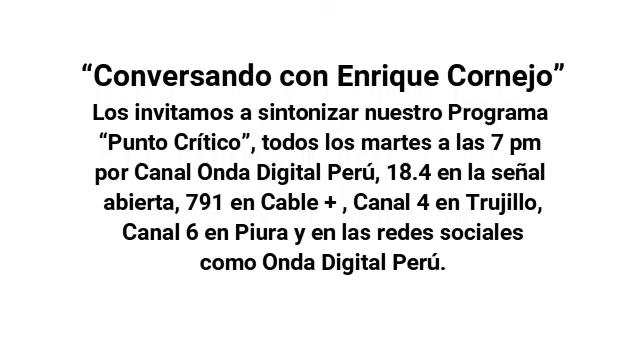 “Conversando con Enrique Cornejo”
Los invitamos a sintonizar nuestro Programa
“Punto Crítico”, todos los martes a las 7 pm
por Canal Onda Digital Perú, 18.4 en la señal
abierta, 791 en Cable + , Canal 4 en Trujillo,
Canal 6 en Piura y en las redes sociales
como Onda Digital Perú.